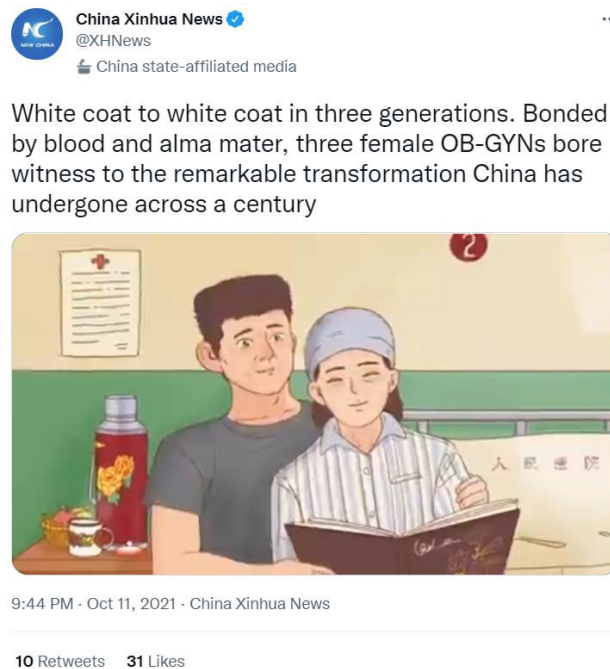 China Xinhua News
@XHNews
China state-affiliated media
White coat to white coat in three generations. Bonded
by blood and alma mater, three female OB-GYNs bore
witness to the remarkable transformation China has
undergone across a century
2
人民医院
9:44 PM · Oct 11, 2021 · China Xinhua News
10 Retweets 31 Likes